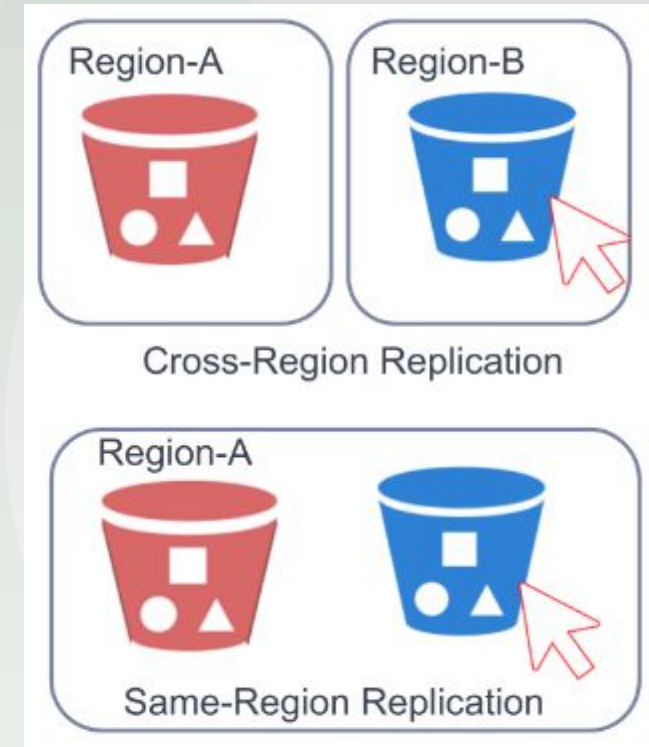 Region-A
Region-B
Cross-Region Replication
Region-A
Same-Region Replication